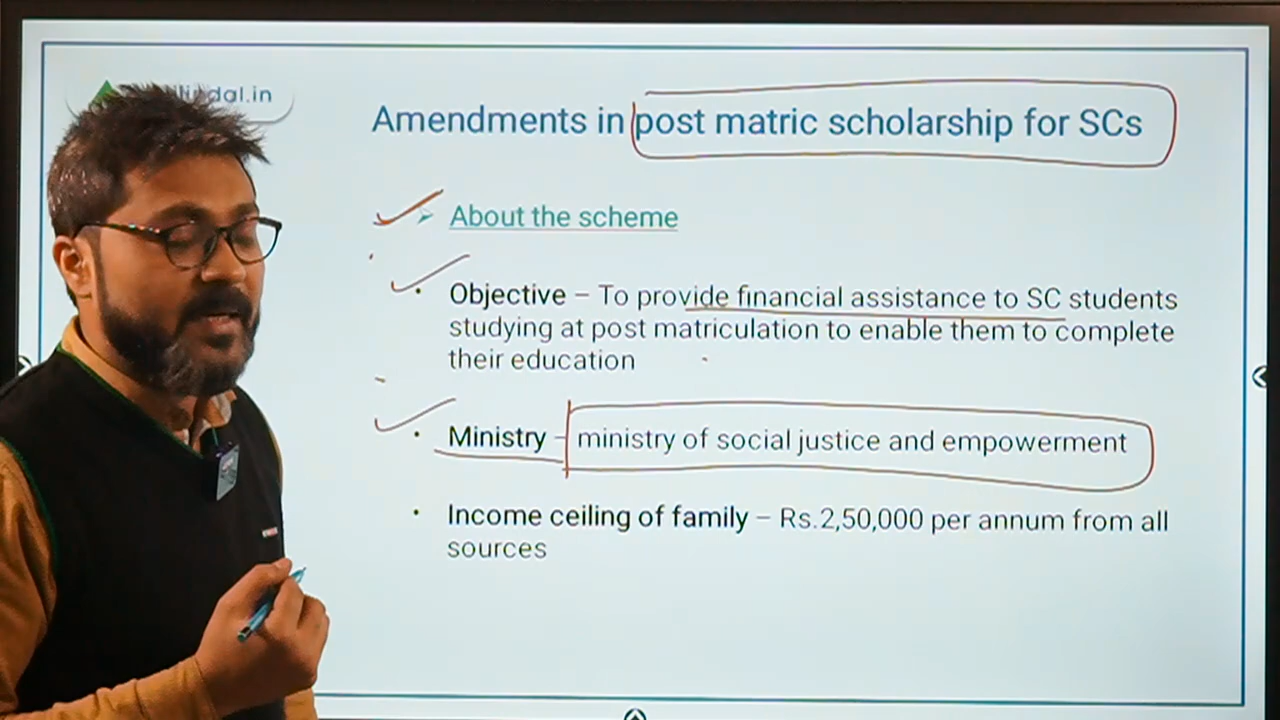 dal.in
Amendments in post matric scholarship for SCs
➢ About the scheme
• Objective – To provide financial assistance to SC students
studying at post matriculation to enable them to complete
their education
• Ministry – ministry of social justice and empowerment
• Income ceiling of family – Rs.2,50,000 per annum from all
sources